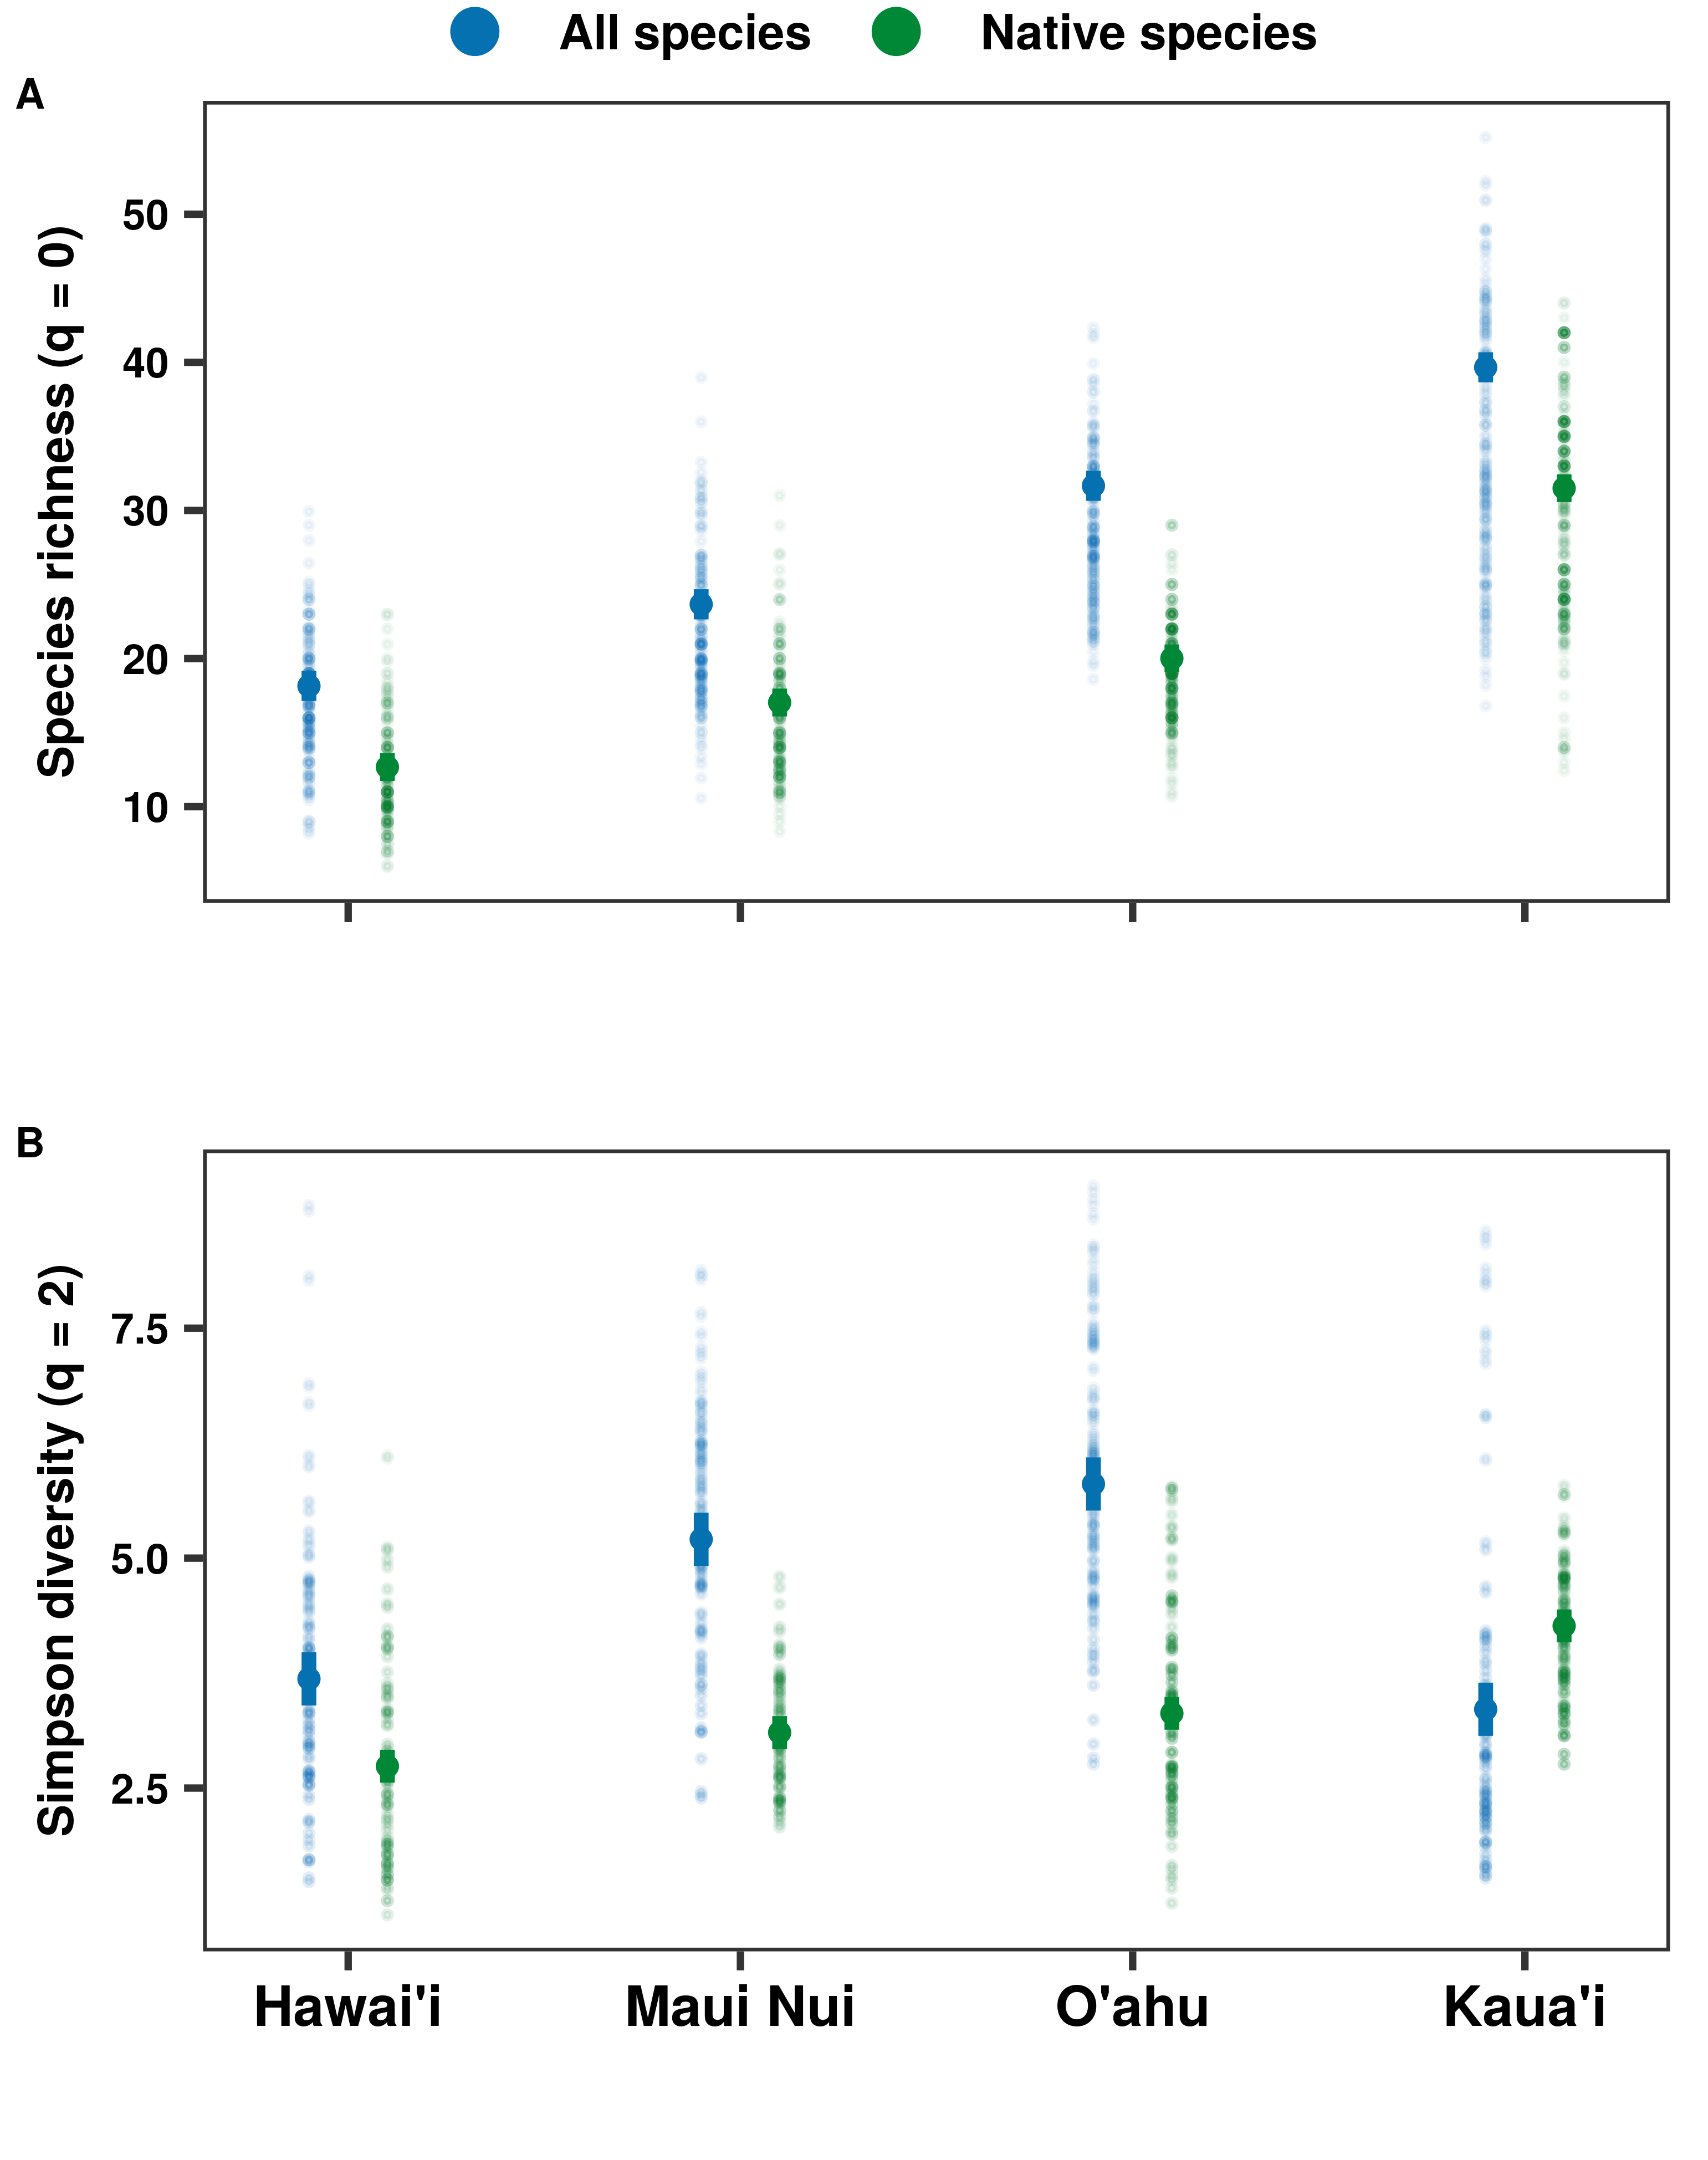 All species Native species
A
Species richness (q = 0)
50
40
30
20
10
B
Simpson diversity (q = 2)
7.5
5.0
2.5
Hawai'i Maui Nui O'ahu Kaua'i